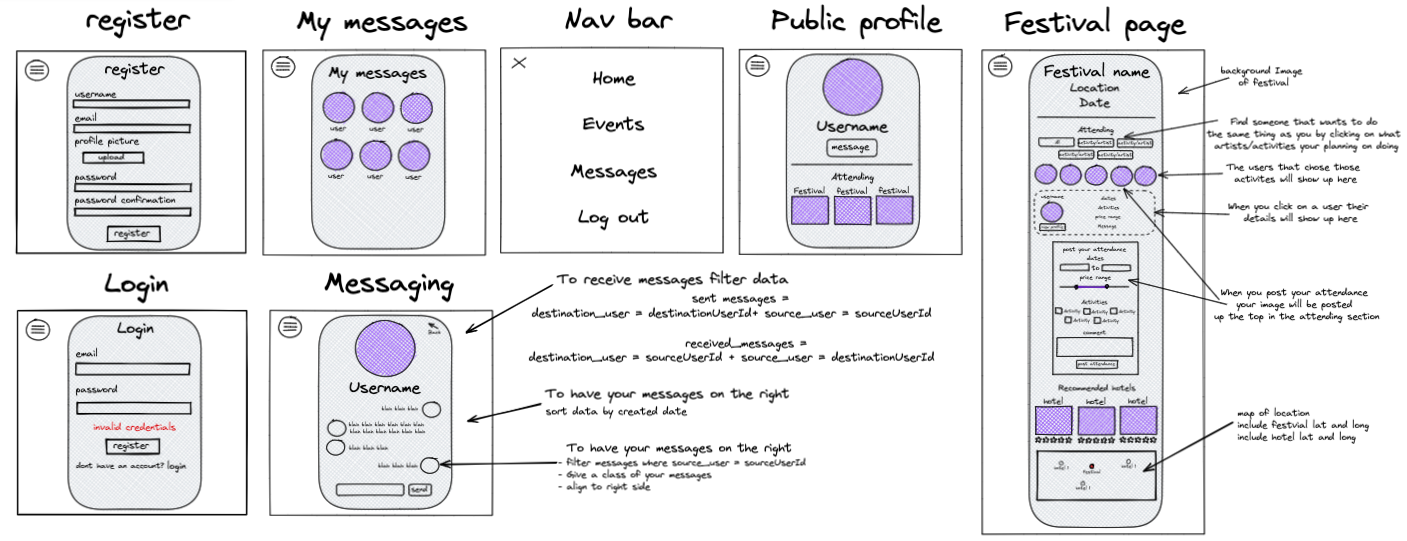 register
My messages
Nav bar
Public profile
Festival page
register
username
email
profile picture
upload
password
password confirmation
register
My messages
user user user
user user user
Home
Events
Messages
Log out
Username
message
Attending
Festival festival festival
Festival name
Location
Date
Attending
all activity/artist activity/artist
activity/artist activity/artist
username
dates
Activities
price range
Message
view profile
post your attendance
dates
to
price range
Activities
Activity Activity Activity
Activity Activity
comment
post attendance
Recommended hotels
hotel hotel hotel
hotel 1
festival
hotel 1
hotel 1
background Image
of festival
Find someone that wants to do
the same thing as you by clicking on what
artists/activities your planning on doing
The users that chose those
activites will show up here
When you click on a user their
details will show up here
When you post your attendance
your image will be posted
up the top in the attending section
map of location
include festvial lat and long
include hotel lat and long
Login
Messaging
Login
email
password
invalid credentials
register
dont have an account? login
Back
Username
blah blah blah
blah blah blah blah blah blah blah
blah blah blah blah blah blah blah
blah blah blah
blah blah blah
send
To receive messages filter data
sent messages =
destination_user = destinationUserId+ source_user = sourceUserId
received_messages =
destination_user = sourceUserId + source_user = destinationUserId
To have your messages on the right
sort data by created date
To have your messages on the right
- filter messages where source_user = sourceUserId
- Give a class of your messages
- align to right side